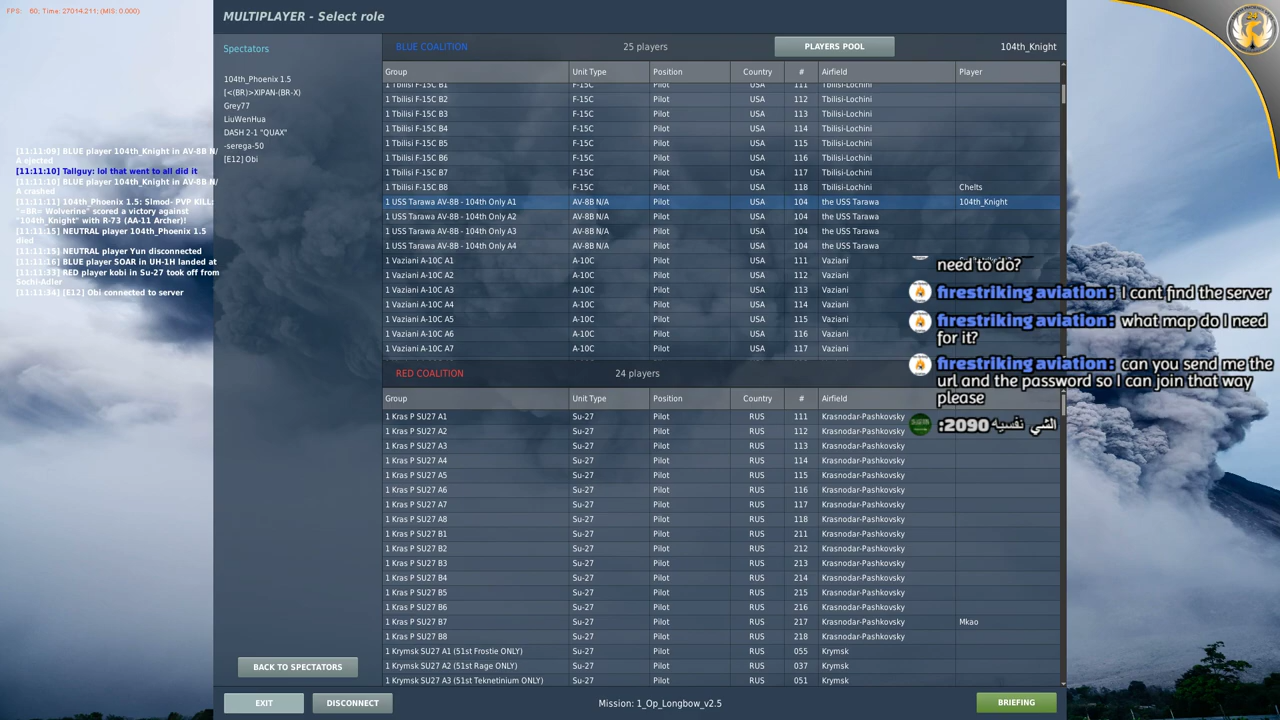 FPS: 60, Time: 27014.211; (MIS: 0.000)
MULTIPLAYER - Select role
24
Spectators
104th_Phoenix 1.5
[<(BR)>XIPAN-(BR-X)
Grey77
LiuWenHua
DASH 2-1 "QUAX"
-serega-50
[E12] Obi
[11:11:09] BLUE player 104th_Knight in AV-8B N/
A ejected
[11:11:10] Tallguy: lol that went to all did it
[11:11:10] BLUE player 104th_Knight in AV-8B N/
A crashed
[11:11:11] 104th_Phoenix 1.5: Slmod- PVP KILL:
"=BR= Wolverine" scored a victory against
"104th_Knight" with R-73 (AA-11 Archer)!
[11:11:15] NEUTRAL player 104th_Phoenix 1.5
died
[11:11:15] NEUTRAL player Yun disconnected
[11:11:16] BLUE player SOAR in UH-1H landed at
[11:11:33] RED player kobi in Su-27 took off from
Sochi-Adler
[11:11:34] [E12] Obi connected to server
BLUE COALITION 25 players PLAYERS POOL 104th_Knight
Group Unit Type Position Country # Airfield Player
1 Tbilisi F-15C B1 F-15C Pilot USA 111 Tbilisi-Lochini
1 Tbilisi F-15C B2 F-15C Pilot USA 112 Tbilisi-Lochini
1 Tbilisi F-15C B3 F-15C Pilot USA 113 Tbilisi-Lochini
1 Tbilisi F-15C B4 F-15C Pilot USA 114 Tbilisi-Lochini
1 Tbilisi F-15C B5 F-15C Pilot USA 115 Tbilisi-Lochini
1 Tbilisi F-15C B6 F-15C Pilot USA 116 Tbilisi-Lochini
1 Tbilisi F-15C B7 F-15C Pilot USA 117 Tbilisi-Lochini
1 Tbilisi F-15C B8 F-15C Pilot USA 118 Tbilisi-Lochini Chelts
1 USS Tarawa AV-8B - 104th Only A1 AV-8B N/A Pilot USA 104 the USS Tarawa 104th_Knight
1 USS Tarawa AV-8B - 104th Only A2 AV-8B N/A Pilot USA 104 the USS Tarawa
1 USS Tarawa AV-8B - 104th Only A3 AV-8B N/A Pilot USA 104 the USS Tarawa
1 USS Tarawa AV-8B - 104th Only A4 AV-8B N/A Pilot USA 104 the USS Tarawa
1 Vaziani A-10C A1 A-10C Pilot USA 111 Vaziani
1 Vaziani A-10C A2 A-10C Pilot USA 112 Vaziani
1 Vaziani A-10C A3 A-10C Pilot USA 113 Vaziani
1 Vaziani A-10C A4 A-10C Pilot USA 114 Vaziani
1 Vaziani A-10C A5 A-10C Pilot USA 115 Vaziani
1 Vaziani A-10C A6 A-10C Pilot USA 116 Vaziani
1 Vaziani A-10C A7 A-10C Pilot USA 117 Vaziani
need to do?
firestriking aviation: I cant find the server
firestriking aviation: what map do I need
for it?
firestriking aviation: can you send me the
url and the password so I can join that way
please
الشي نفسيه 2090:
RED COALITION 24 players
Group Unit Type Position Country # Airfield
1 Kras P SU27 A1 Su-27 Pilot RUS 111 Krasnodar-Pashkovsky
1 Kras P SU27 A2 Su-27 Pilot RUS 112 Krasnodar-Pashkovsky
1 Kras P SU27 A3 Su-27 Pilot RUS 113 Krasnodar-Pashkovsky
1 Kras P SU27 A4 Su-27 Pilot RUS 114 Krasnodar-Pashkovsky
1 Kras P SU27 A5 Su-27 Pilot RUS 115 Krasnodar-Pashkovsky
1 Kras P SU27 A6 Su-27 Pilot RUS 116 Krasnodar-Pashkovsky
1 Kras P SU27 A7 Su-27 Pilot RUS 117 Krasnodar-Pashkovsky
1 Kras P SU27 A8 Su-27 Pilot RUS 118 Krasnodar-Pashkovsky
1 Kras P SU27 B1 Su-27 Pilot RUS 211 Krasnodar-Pashkovsky
1 Kras P SU27 B2 Su-27 Pilot RUS 212 Krasnodar-Pashkovsky
1 Kras P SU27 B3 Su-27 Pilot RUS 213 Krasnodar-Pashkovsky
1 Kras P SU27 B4 Su-27 Pilot RUS 214 Krasnodar-Pashkovsky
1 Kras P SU27 B5 Su-27 Pilot RUS 215 Krasnodar-Pashkovsky
1 Kras P SU27 B6 Su-27 Pilot RUS 216 Krasnodar-Pashkovsky
1 Kras P SU27 B7 Su-27 Pilot RUS 217 Krasnodar-Pashkovsky Mkao
1 Kras P SU27 B8 Su-27 Pilot RUS 218 Krasnodar-Pashkovsky
1 Krymsk SU27 A1 (51st Frostie ONLY) Su-27 Pilot RUS 055 Krymsk
1 Krymsk SU27 A2 (51st Rage ONLY) Su-27 Pilot RUS 037 Krymsk
1 Krymsk SU27 A3 (51st Teknetinium ONLY) Su-27 Pilot RUS 051 Krymsk
BACK TO SPECTATORS
EXIT DISCONNECT Mission: 1_Op_Longbow_v2.5 BRIEFING